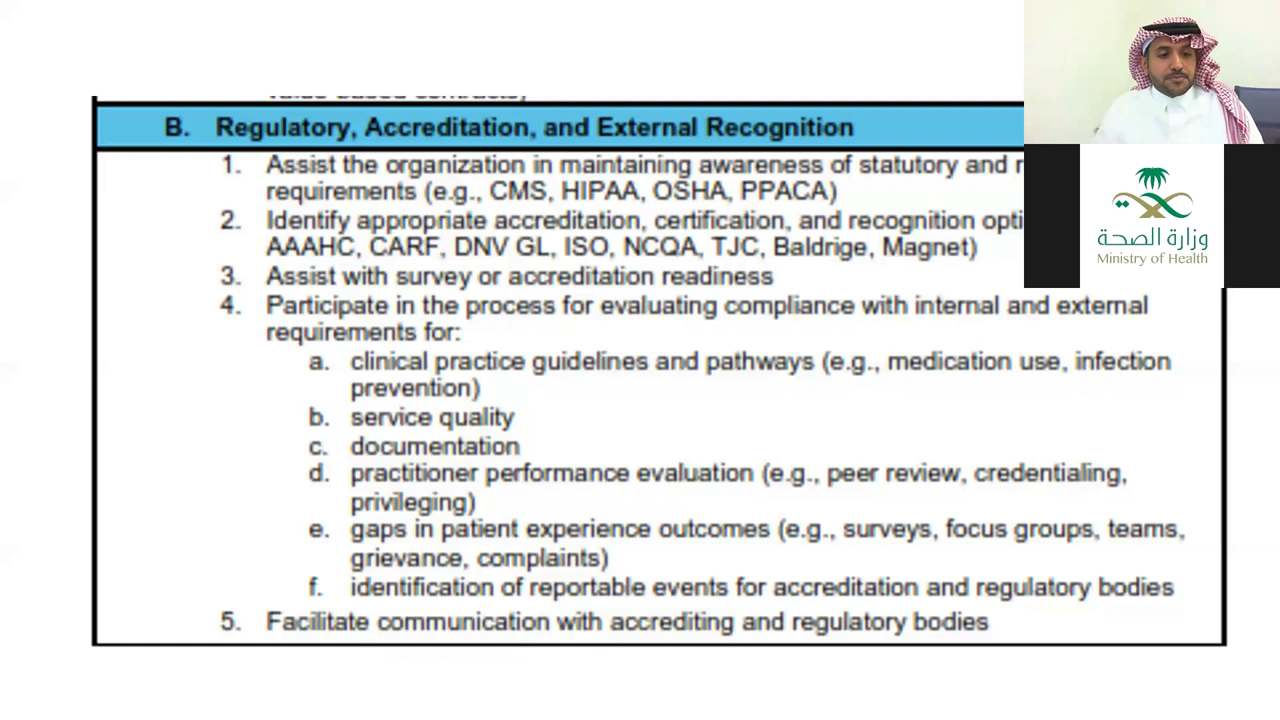 B. Regulatory, Accreditation, and External Recognition
1. Assist the organization in maintaining awareness of statutory and
requirements (e.g., CMS, HIPAA, OSHA, PPACA)
2. Identify appropriate accreditation, certification, and recognition
AAAHC, CARF, DNV GL, ISO, NCQA, TJC, Baldrige, Magnet)
3. Assist with survey or accreditation readiness
4. Participate in the process for evaluating compliance with internal and external
requirements for:
a. clinical practice guidelines and pathways (e.g., medication use, infection
prevention)
b. service quality
c. documentation
d. practitioner performance evaluation (e.g., peer review, credentialing,
privileging)
e. gaps in patient experience outcomes (e.g., surveys, focus groups, teams,
grievance, complaints)
f. identification of reportable events for accreditation and regulatory bodies
5. Facilitate communication with accrediting and regulatory bodies
وزارة الصحة
Ministry of Health